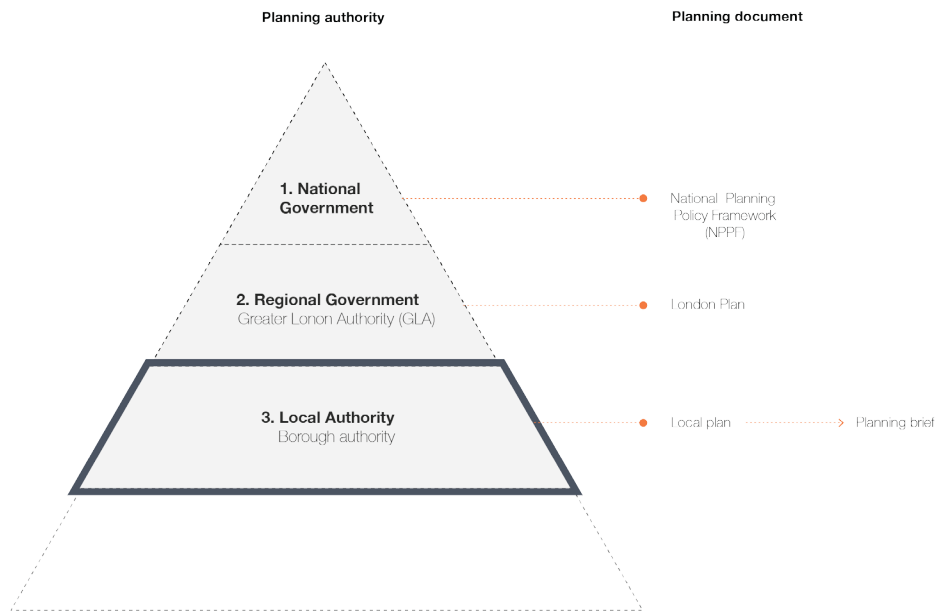 Planning authority
Planning document
1. National
Government
National Planning
Policy Framework
(NPPF)
2. Regional Government
Greater Lonon Authority (GLA)
London Plan
3. Local Authority
Borough authority
Local plan
Planning brief